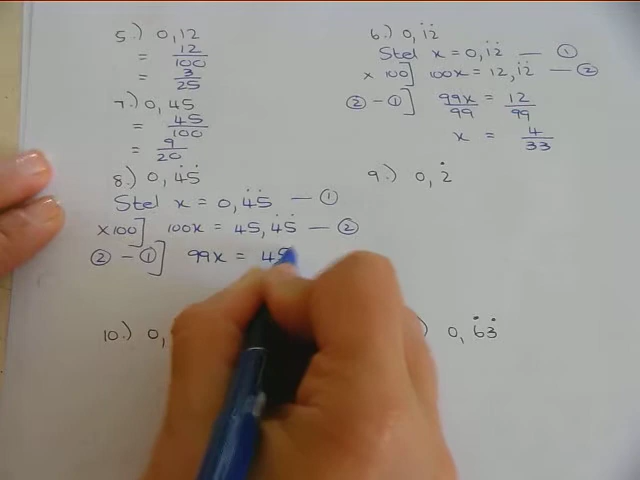 5.) 0,12
= 12/100
= 3/25
6.) 0,i̇2̇
Stel x = 0,1̇2̇ — ①
x 100] 100x = 12,1̇2̇ — ②
② - ①] 99x/99 = 12/99
x = 4/33
7.) 0,45
= 45/100
= 9/20
8.) 0,4̇5̇
Stel x = 0,4̇5̇ — ①
x100] 100x = 45,4̇5̇ — ②
② - ①] 99x = 45
9.) 0,2̇
10.) 0,
) 0,6̇3̇